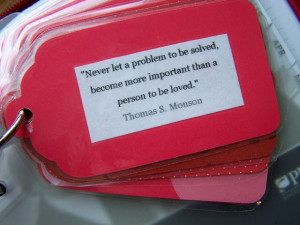 "Never let a problem to be solved,
become more important than a
person to be loved."
Thomas S. Monson